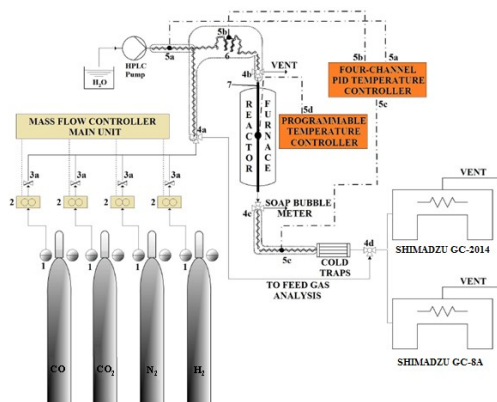 5b
5a
6
HPLC
Pump
H₂O
4b
VENT
5b
5a
FOUR-CHANNEL
PID TEMPERATURE
CONTROLLER
5c
7
5d
PROGRAMMABLE
TEMPERATURE
CONTROLLER
REACTOR
FURNACE
MASS FLOW CONTROLLER
MAIN UNIT
4a
3a
3a
3a
3a
2
2
2
2
SOAP BUBBLE
METER
4c
5c
COLD
TRAPS
4d
TO FEED GAS
ANALYSIS
VENT
SHIMADZU GC-2014
VENT
SHIMADZU GC-8A
1
1
1
1
CO
CO₂
N₂
H₂